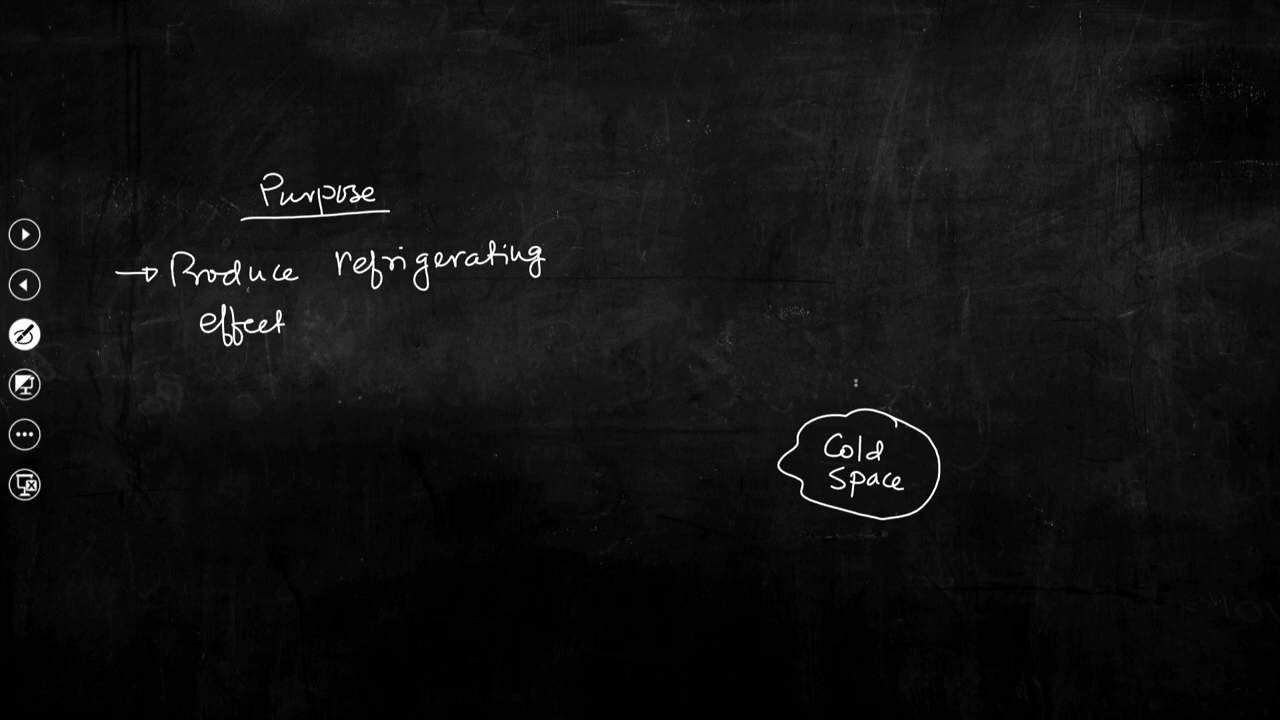 Purpose
→ Produce refrigerating
effect
Cold
Space